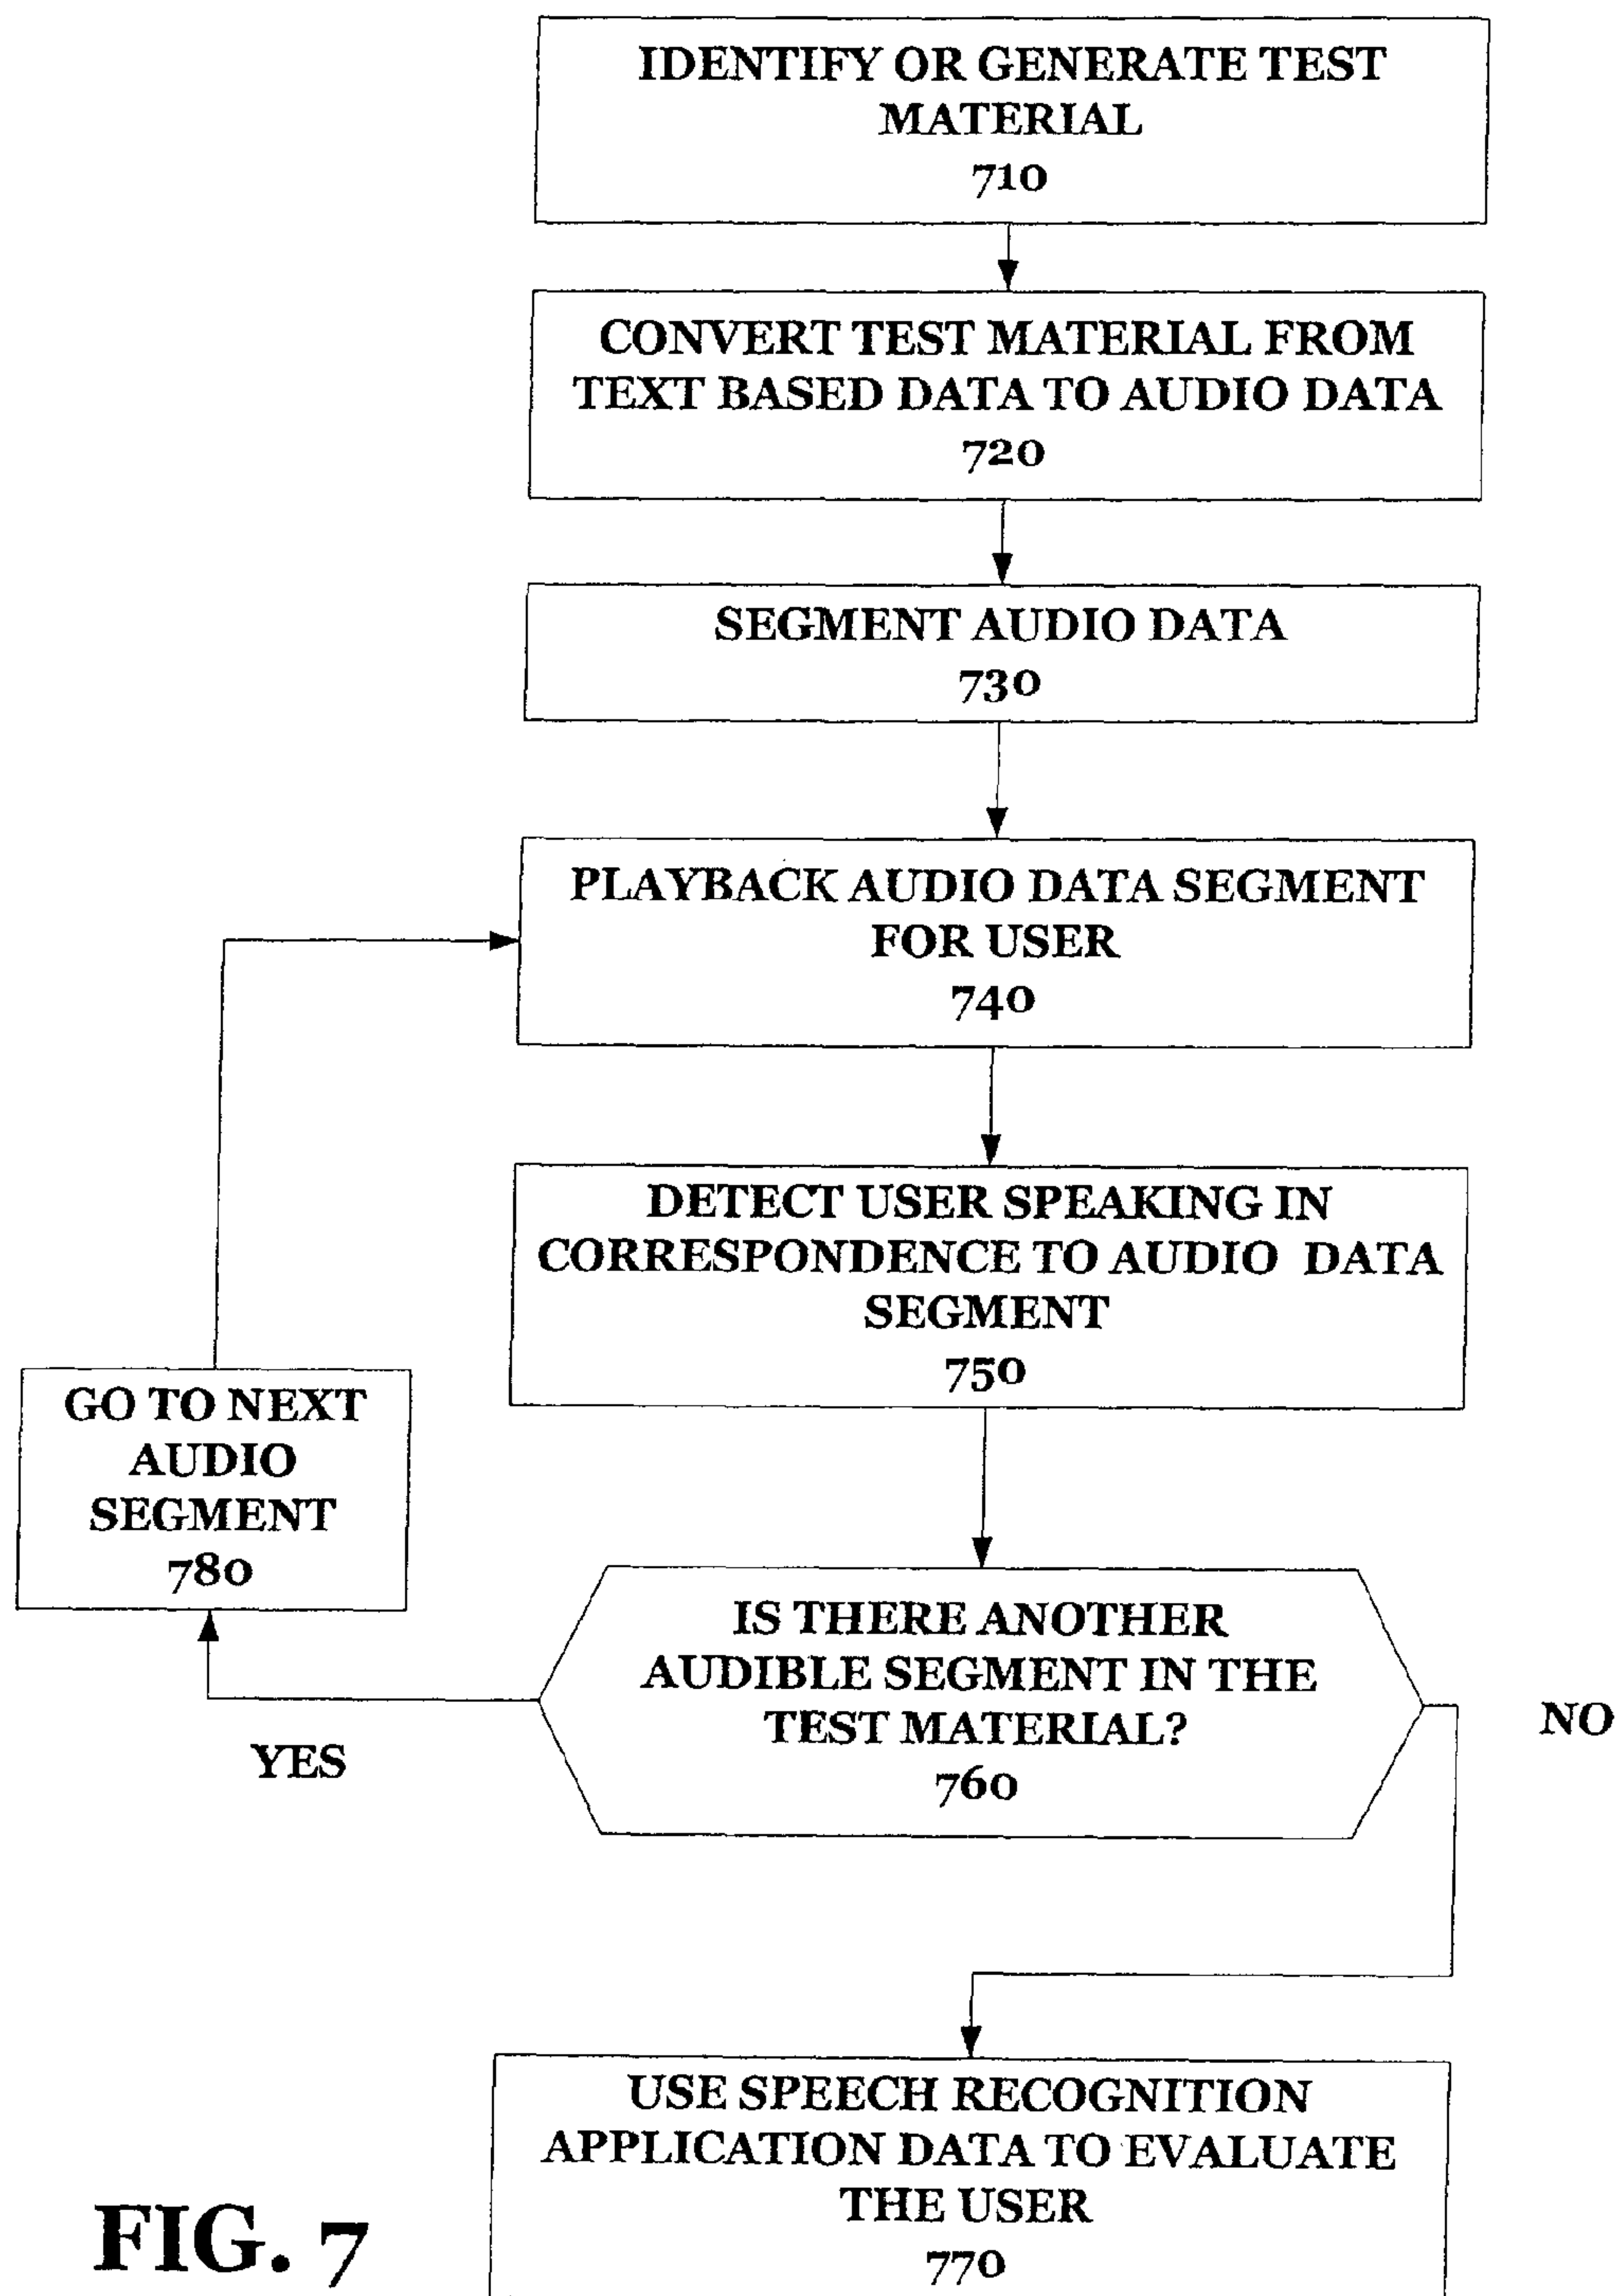 IDENTIFY OR GENERATE TEST
MATERIAL
710
CONVERT TEST MATERIAL FROM
TEXT BASED DATA TO AUDIO DATA
720
SEGMENT AUDIO DATA
730
PLAYBACK AUDIO DATA SEGMENT
FOR USER
740
DETECT USER SPEAKING IN
CORRESPONDENCE TO AUDIO DATA
SEGMENT
750
GO TO NEXT
AUDIO
SEGMENT
780
IS THERE ANOTHER
AUDIBLE SEGMENT IN THE
TEST MATERIAL?
760
YES
NO
USE SPEECH RECOGNITION
APPLICATION DATA TO EVALUATE
THE USER
770
FIG. 7